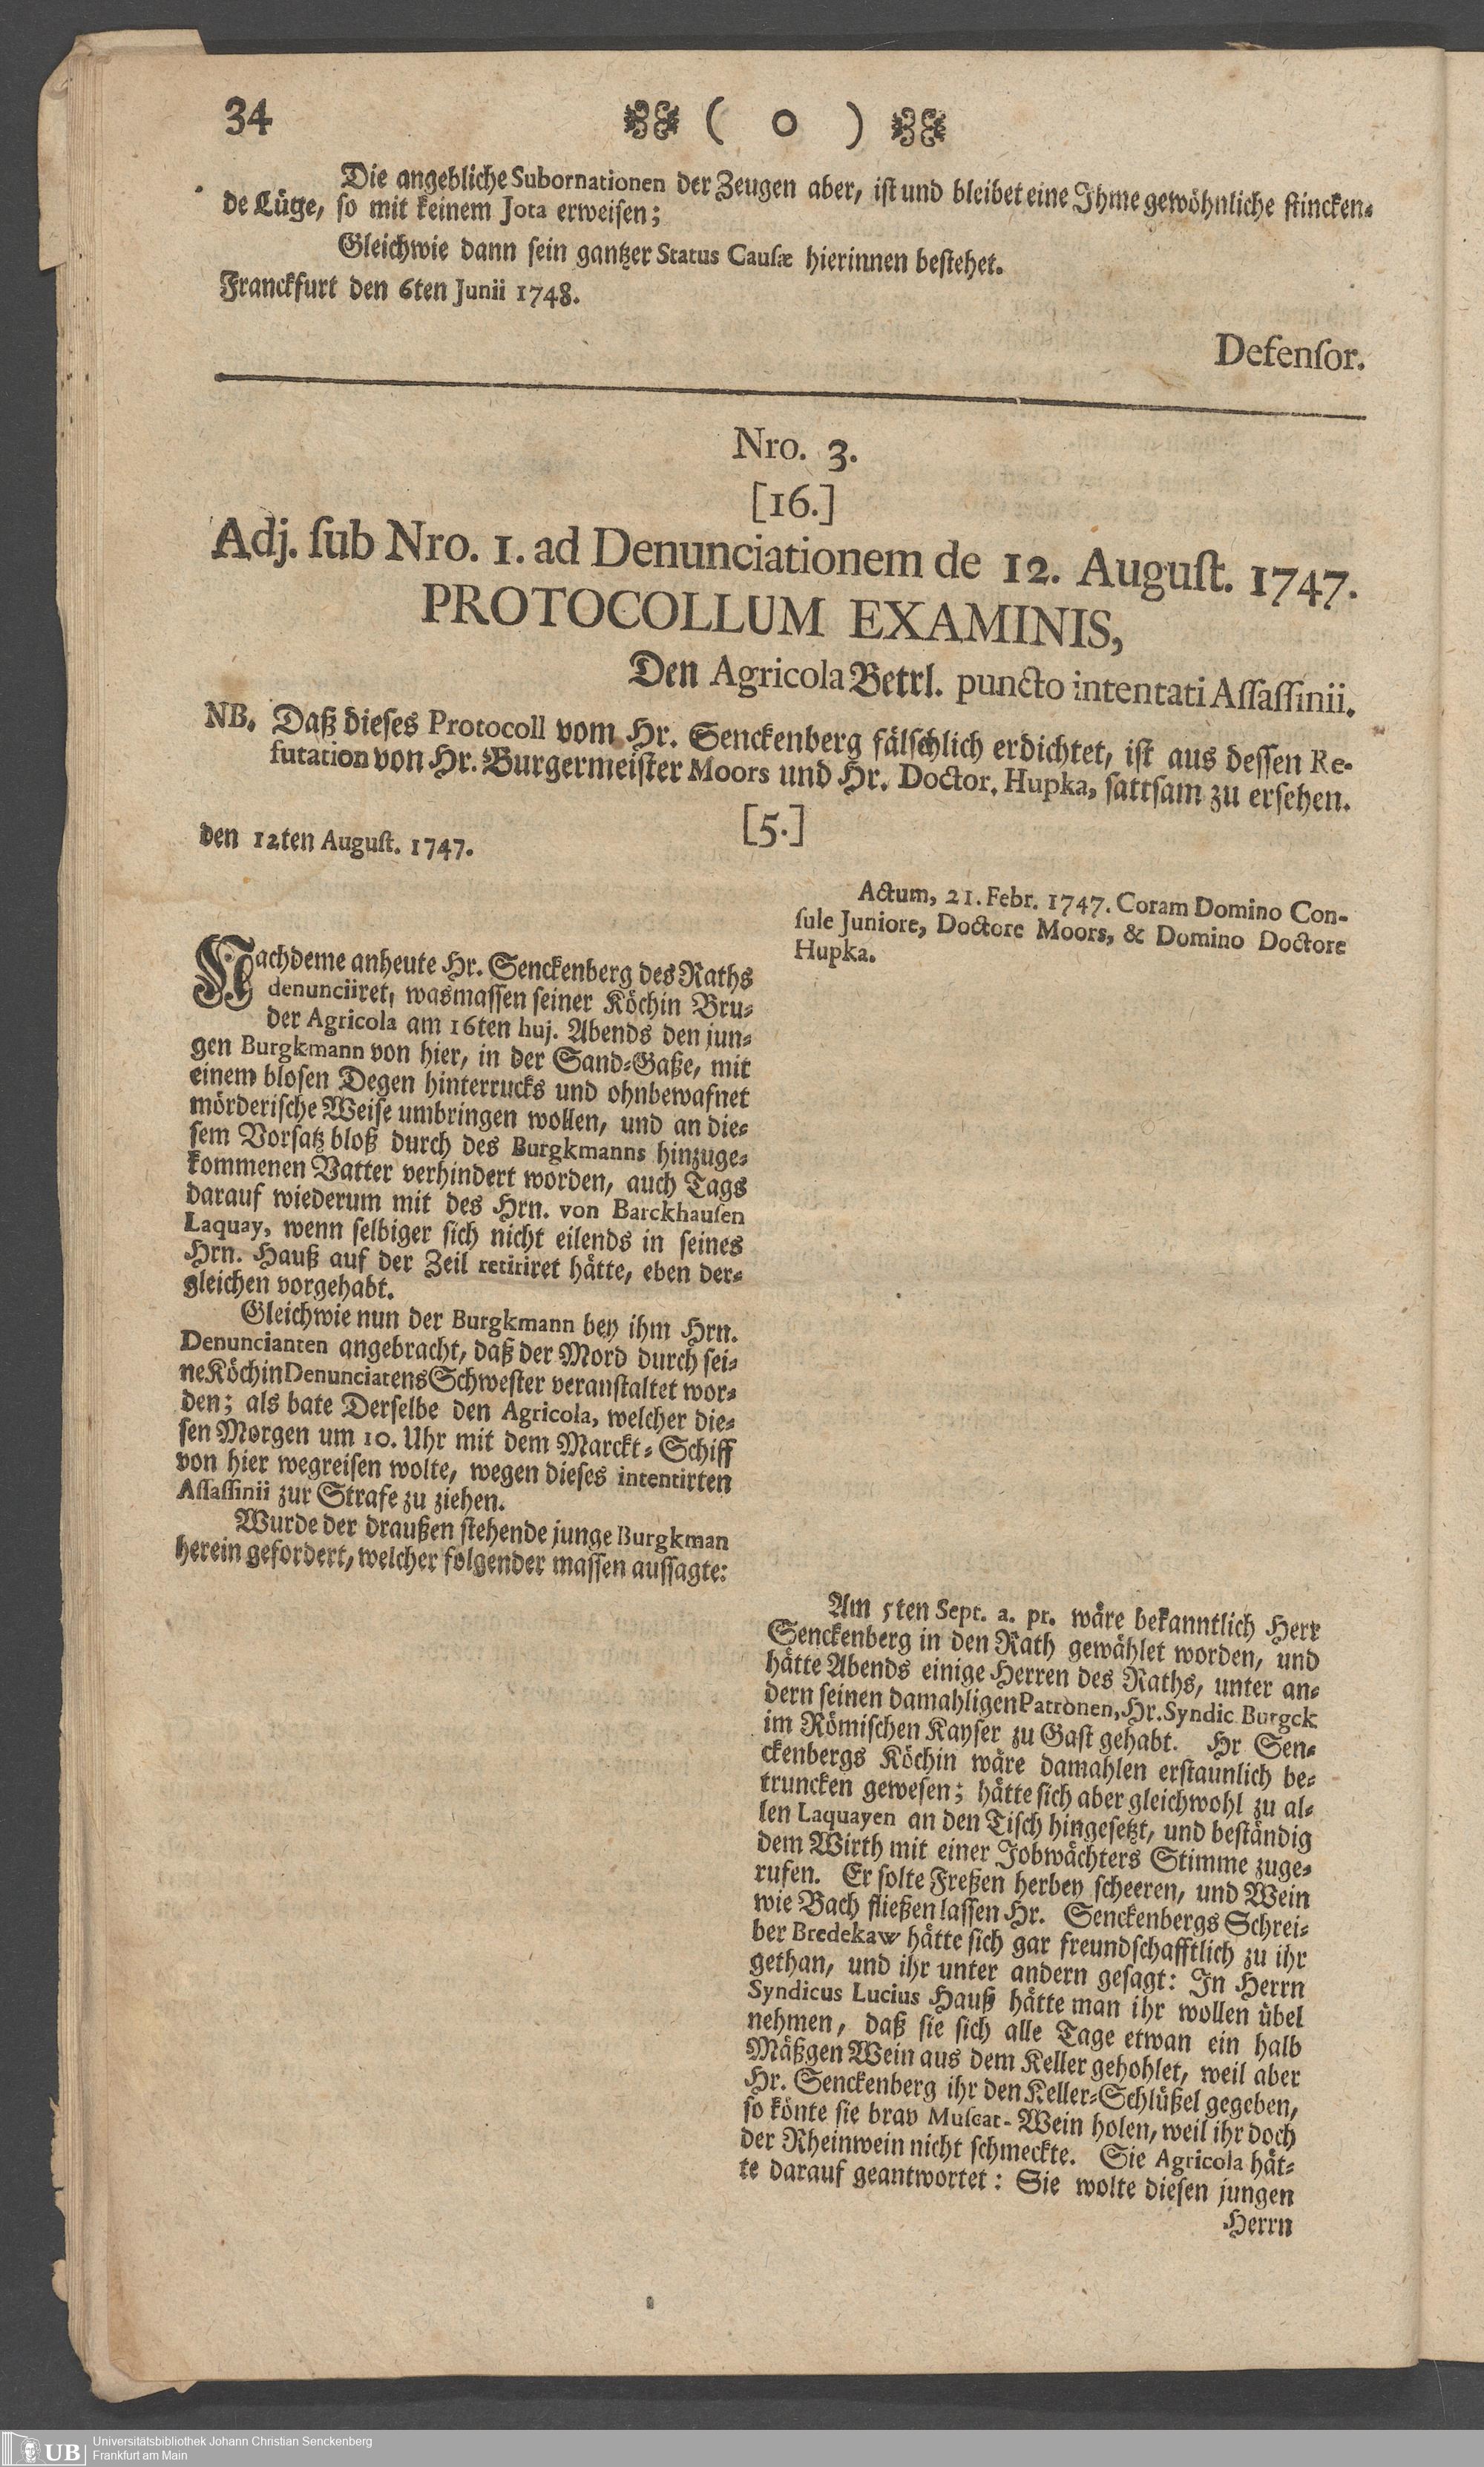 34 ( o )
Die angebliche Subornationen der Zeugen aber, ist und bleibet eine Ihme gewöhnliche stincken-
de Lüge, so mit keinem Jota erweisen;
Gleichwie dann sein gantzer Status Causæ hierinnen bestehet.
Franckfurt den 6ten Junii 1748.
Defensor.
Nro. 3.
[16.]
Adj. sub Nro. 1. ad Denunciationem de 12. August. 1747.
PROTOCOLLUM EXAMINIS,
Den Agricola Betrl. puncto intentati Assassinii.
NB. Daß dieses Protocoll vom Hr. Senckenberg fälschlich erdichtet, ist aus dessen Re-
futation von Hr. Burgermeister Moors und Hr. Doctor. Hupka, sattsam zu ersehen.
[5.]
den 12ten August. 1747.
Actum, 21. Febr. 1747. Coram Domino Con-
sule Juniore, Doctore Moors, & Domino Doctore
Hupka.
Nachdeme anheute Hr. Senckenberg des Raths
denunciiret, wasmassen seiner Köchin Bru-
der Agricola am 16ten huj. Abends den jun-
gen Burgkmann von hier, in der Sand-Gaße, mit
einem blosen Degen hinterrucks und ohnbewafnet
mörderische Weise umbringen wollen, und an die-
sem Vorsatz bloß durch des Burgkmanns hinzuge-
kommenen Vatter verhindert worden, auch Tags
darauf wiederum mit des Hrn. von Barckhausen
Laquay, wenn selbiger sich nicht eilends in seines
Hrn. Hauß auf der Zeil retiriret hätte, eben der-
gleichen vorgehabt.
Gleichwie nun der Burgkmann bey ihm Hrn.
Denuncianten angebracht, daß der Mord durch sei-
ne Köchin Denunciatens Schwester veranstaltet wor-
den; als bate Derselbe den Agricola, welcher die-
sen Morgen um 10. Uhr mit dem Marckt-Schiff
von hier wegreisen wolte, wegen dieses intentirten
Assassinii zur Strafe zu ziehen.
Wurde der draußen stehende junge Burgkman
herein gefordert, welcher folgender massen aussagte:
Am 5ten Sept. a. pr. wäre bekanntlich Herr
Senckenberg in den Rath gewählet worden, und
hätte Abends einige Herren des Raths, unter an-
dern seinen damahligen Patronen, Hr. Syndic Burgck
im Römischen Kayser zu Gast gehabt. Hr Sen-
ckenbergs Köchin wäre damahlen erstaunlich be-
truncken gewesen; hätte sich aber gleichwohl zu al-
len Laquayen an den Tisch hingesetzt, und beständig
dem Wirth mit einer Jobwächters Stimme zuge-
rufen. Er solte Freßen herbey scheeren, und Wein
wie Bach fließen lassen Hr. Senckenbergs Schrei-
ber Bredekaw hätte sich gar freundschafftlich zu ihr
gethan, und ihr unter andern gesagt: In Herrn
Syndicus Lucius Hauß hätte man ihr wollen übel
nehmen, daß sie sich alle Tage etwan ein halb
Mäßgen Wein aus dem Keller gehohlet, weil aber
Hr. Senckenberg ihr den Keller-Schlüßel gegeben,
so könte sie brav Muscat-Wein holen, weil ihr doch
der Rheinwein nicht schmeckte. Sie Agricola hät-
te darauf geantwortet: Sie wolte diesen jungen
Herrn
UB Universitätsbibliothek Johann Christian Senckenberg
Frankfurt am Main